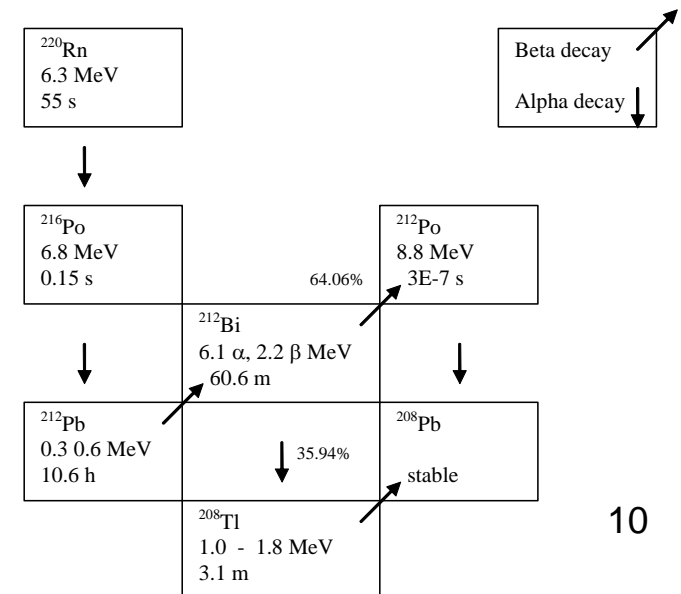 ²²⁰Rn
6.3 MeV
55 s
Beta decay
Alpha decay
²¹⁶Po
6.8 MeV
0.15 s
²¹²Po
8.8 MeV
3E-7 s
64.06%
²¹²Bi
6.1 α, 2.2 β MeV
60.6 m
²¹²Pb
0.3 0.6 MeV
10.6 h
35.94%
²⁰⁸Pb
stable
²⁰⁸Tl
1.0 - 1.8 MeV
3.1 m
10